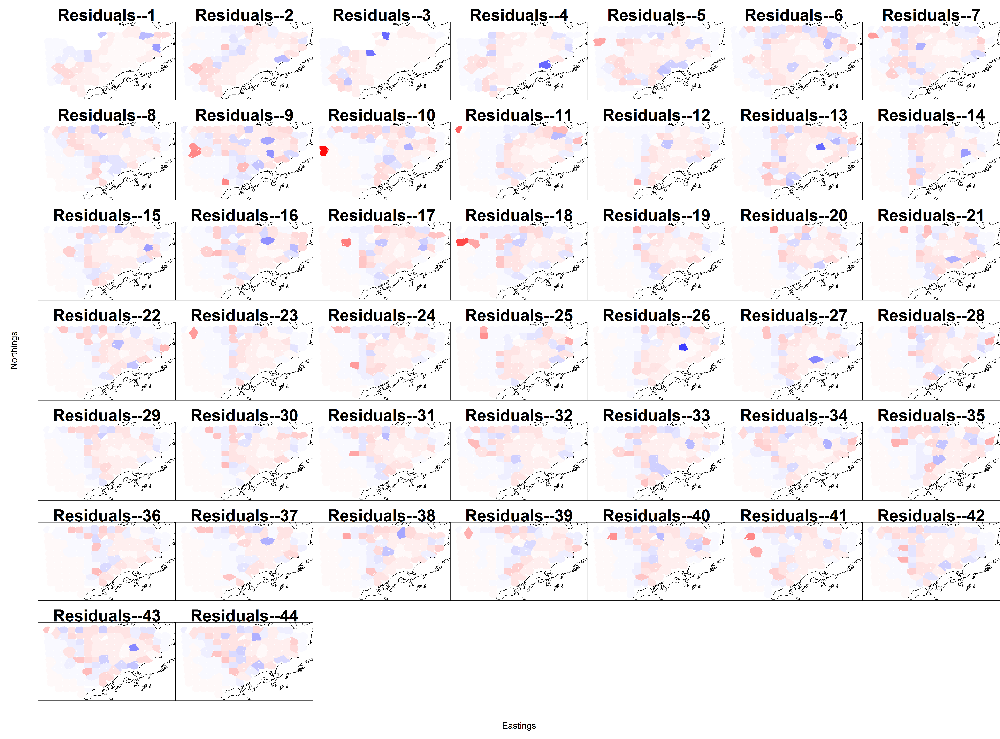 Residuals--1 Residuals--2 Residuals--3 Residuals--4 Residuals--5 Residuals--6 Residuals--7
Residuals--8 Residuals--9 Residuals--10 Residuals--11 Residuals--12 Residuals--13 Residuals--14
Residuals--15 Residuals--16 Residuals--17 Residuals--18 Residuals--19 Residuals--20 Residuals--21
Residuals--22 Residuals--23 Residuals--24 Residuals--25 Residuals--26 Residuals--27 Residuals--28
Northings
Residuals--29 Residuals--30 Residuals--31 Residuals--32 Residuals--33 Residuals--34 Residuals--35
Residuals--36 Residuals--37 Residuals--38 Residuals--39 Residuals--40 Residuals--41 Residuals--42
Residuals--43 Residuals--44
Eastings